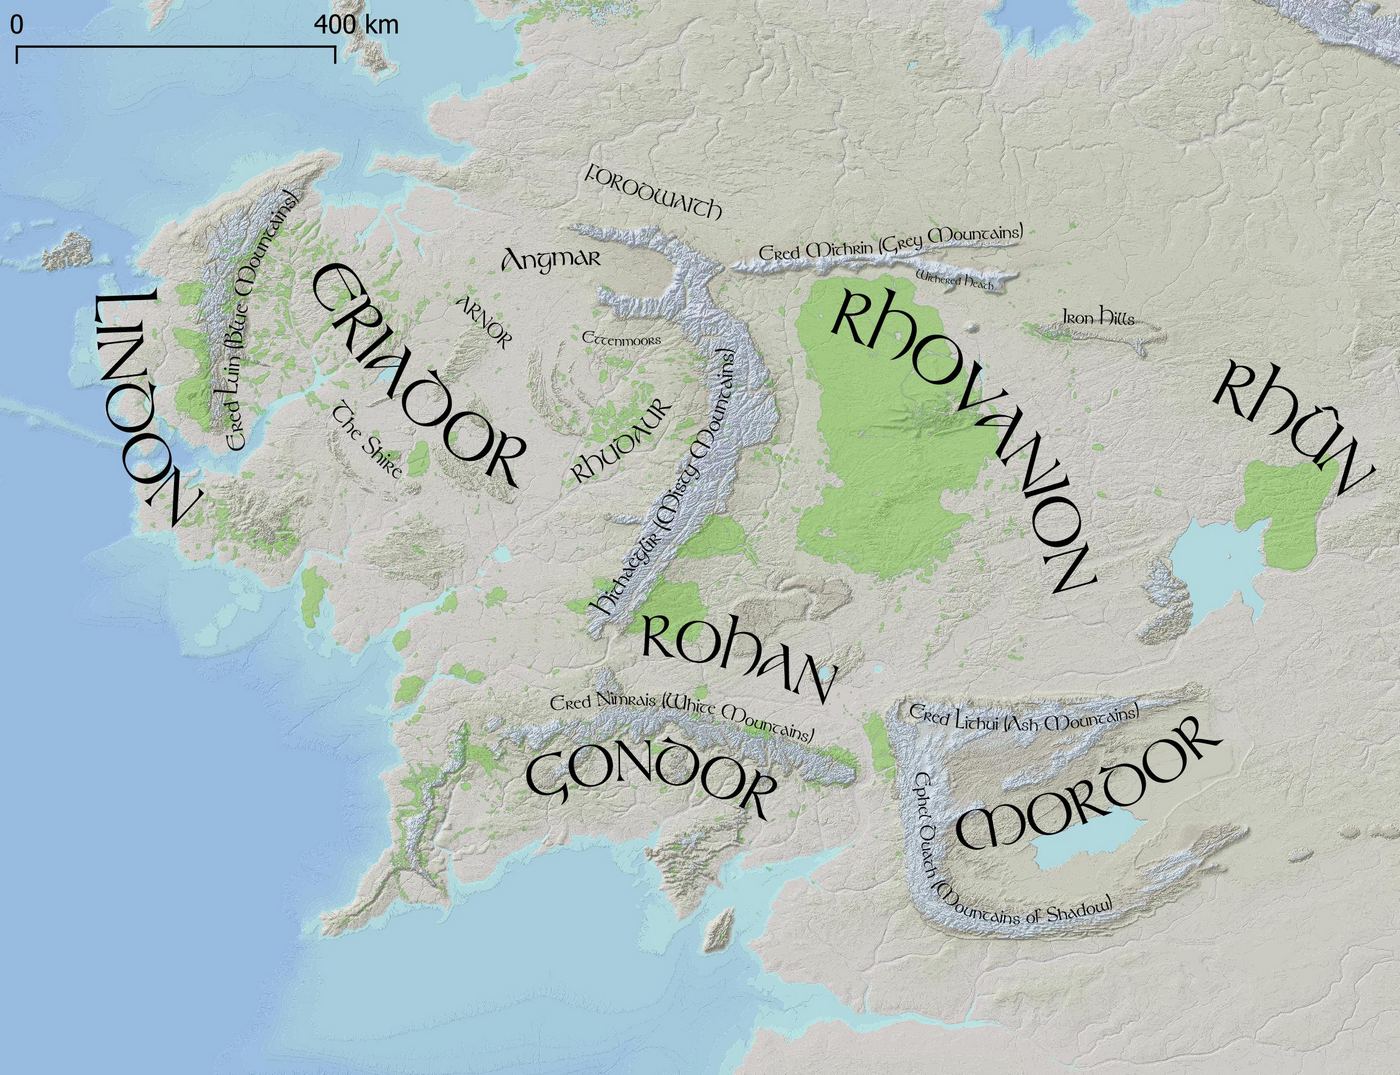 0 400 km
FORODWAITH
Angmar
Ered Mithrin (Grey Mountains)
Withered Heath
Ered Luin (Blue Mountains)
LINDON
ERIADOR
ARNOR
Ettenmoors
RHOVANION
Iron Hills
RHÛN
The Shire
RHUDAUR
Hithaeglir (Misty Mountains)
ROHAN
Ered Nimrais (White Mountains)
GONDOR
Ered Lithui (Ash Mountains)
MORDOR
Ephel Duath (Mountains of Shadow)